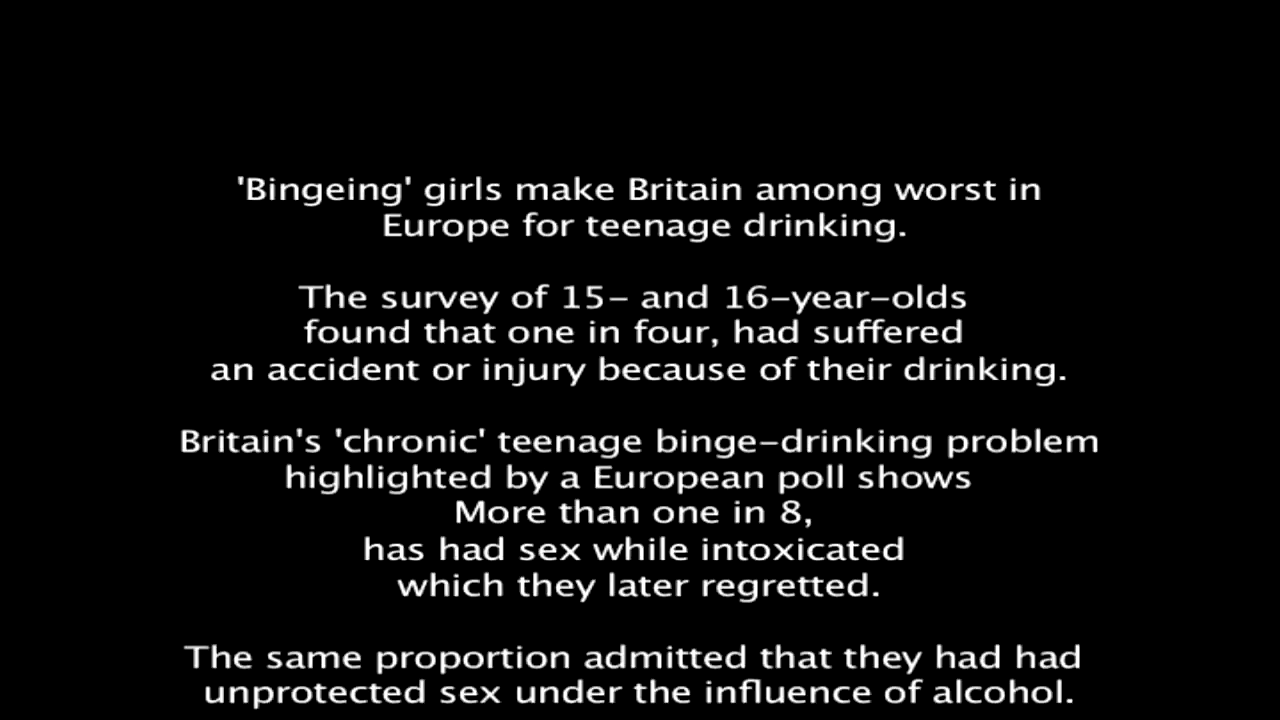 'Bingeing' girls make Britain among worst in
Europe for teenage drinking.
The survey of 15- and 16-year-olds
found that one in four, had suffered
an accident or injury because of their drinking.
Britain's 'chronic' teenage binge-drinking problem
highlighted by a European poll shows
More than one in 8,
has had sex while intoxicated
which they later regretted.
The same proportion admitted that they had had
unprotected sex under the influence of alcohol.